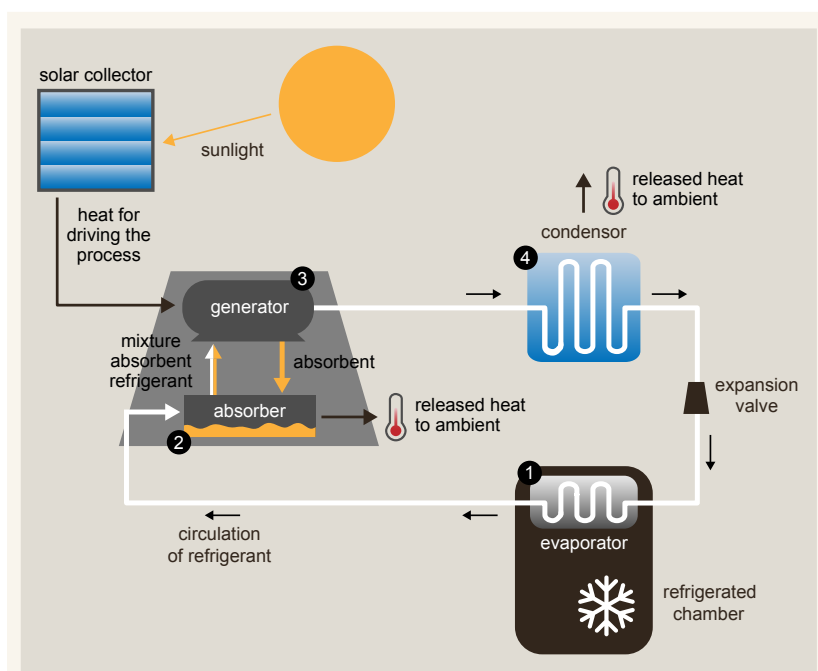 solar collector
sunlight
released heat
to ambient
condensor
4
heat for
driving the
process
3
generator
mixture
absorbent
refrigerant
absorbent
expansion
valve
absorber
released heat
to ambient
2
1
evaporator
circulation
of refrigerant
refrigerated
chamber